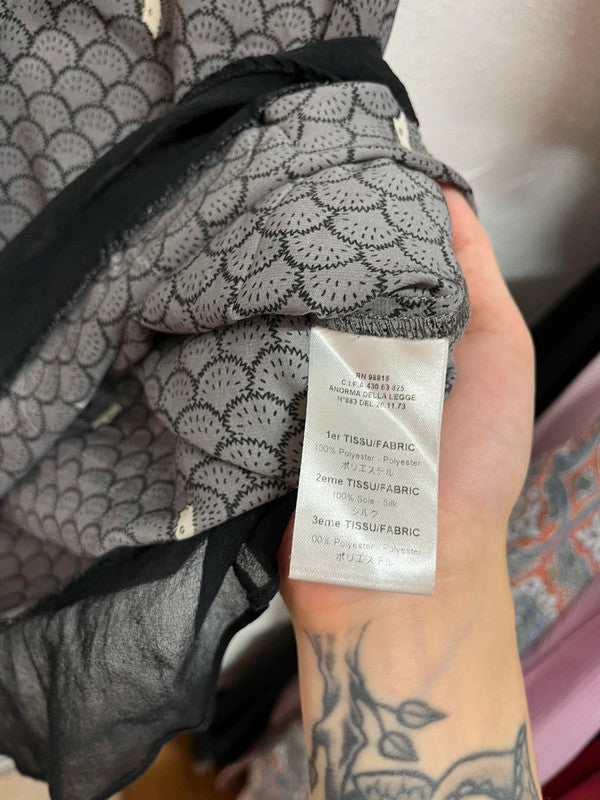 RN 98818
C.I.F.A 430 63 825
ANORMA DELLA LEGGE
N°883 DEL 26.11.73
1er TISSU/FABRIC
100% Polyester - Polyester
ポリエステル
2eme TISSU/FABRIC
100% Soie - Silk
シルク
3eme TISSU/FABRIC
100% Polyester - Polyester
ポリエステル